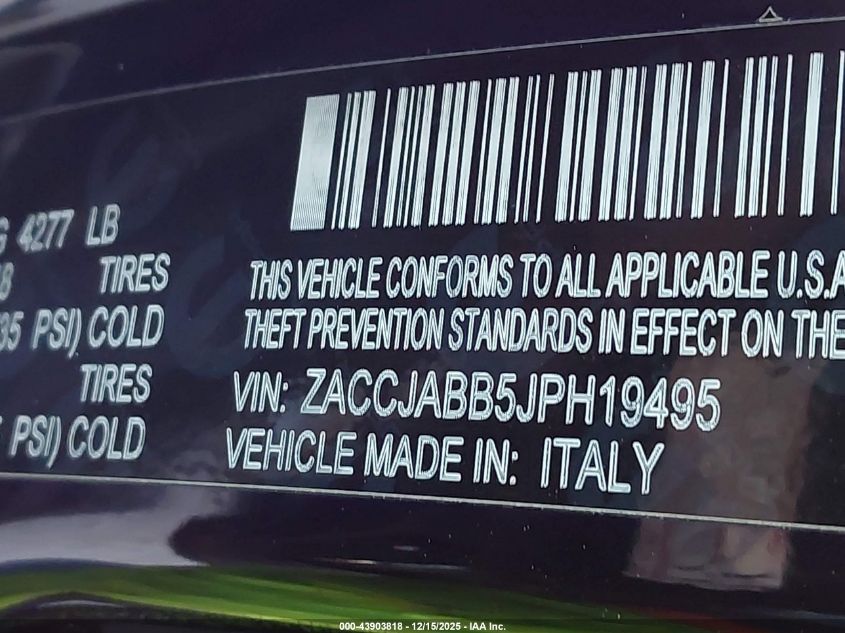 4277 LB
TIRES
PSI) COLD
TIRES
PSI) COLD
THIS VEHICLE CONFORMS TO ALL APPLICABLE U.S.A
THEFT PREVENTION STANDARDS IN EFFECT ON THE
VIN: ZACCJABB5JPH19495
VEHICLE MADE IN: ITALY
000-43903818 - 12/15/2025 - IAA Inc.